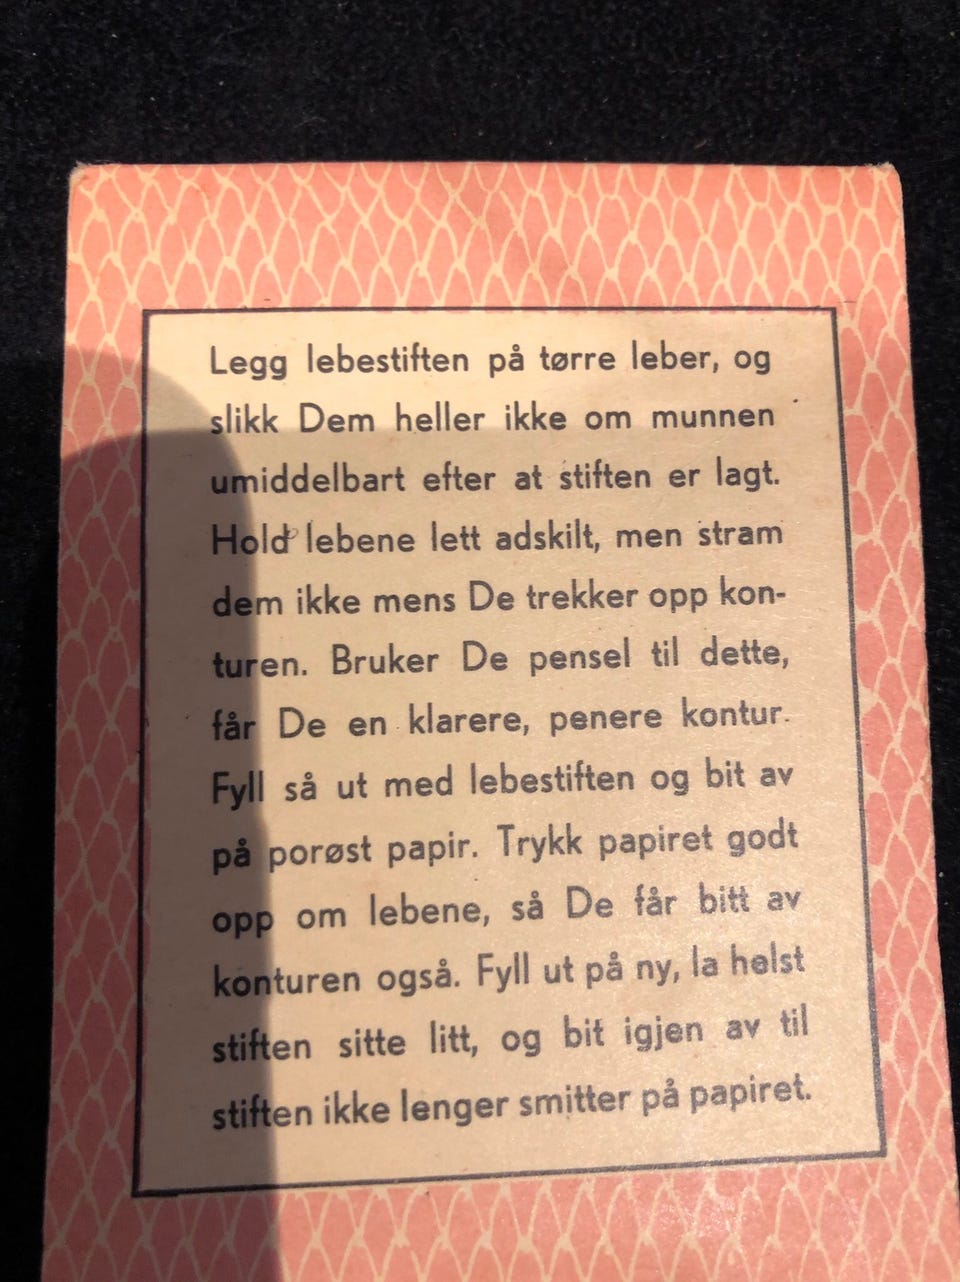 Legg lebestiften på tørre leber, og
slikk Dem heller ikke om munnen
umiddelbart efter at stiften er lagt.
Hold lebene lett adskilt, men stram
dem ikke mens De trekker opp kon-
turen. Bruker De pensel til dette,
får De en klarere, penere kontur.
Fyll så ut med lebestiften og bit av
på porøst papir. Trykk papiret godt
opp om lebene, så De får bitt av
konturen også. Fyll ut på ny, la helst
stiften sitte litt, og bit igjen av til
stiften ikke lenger smitter på papiret.